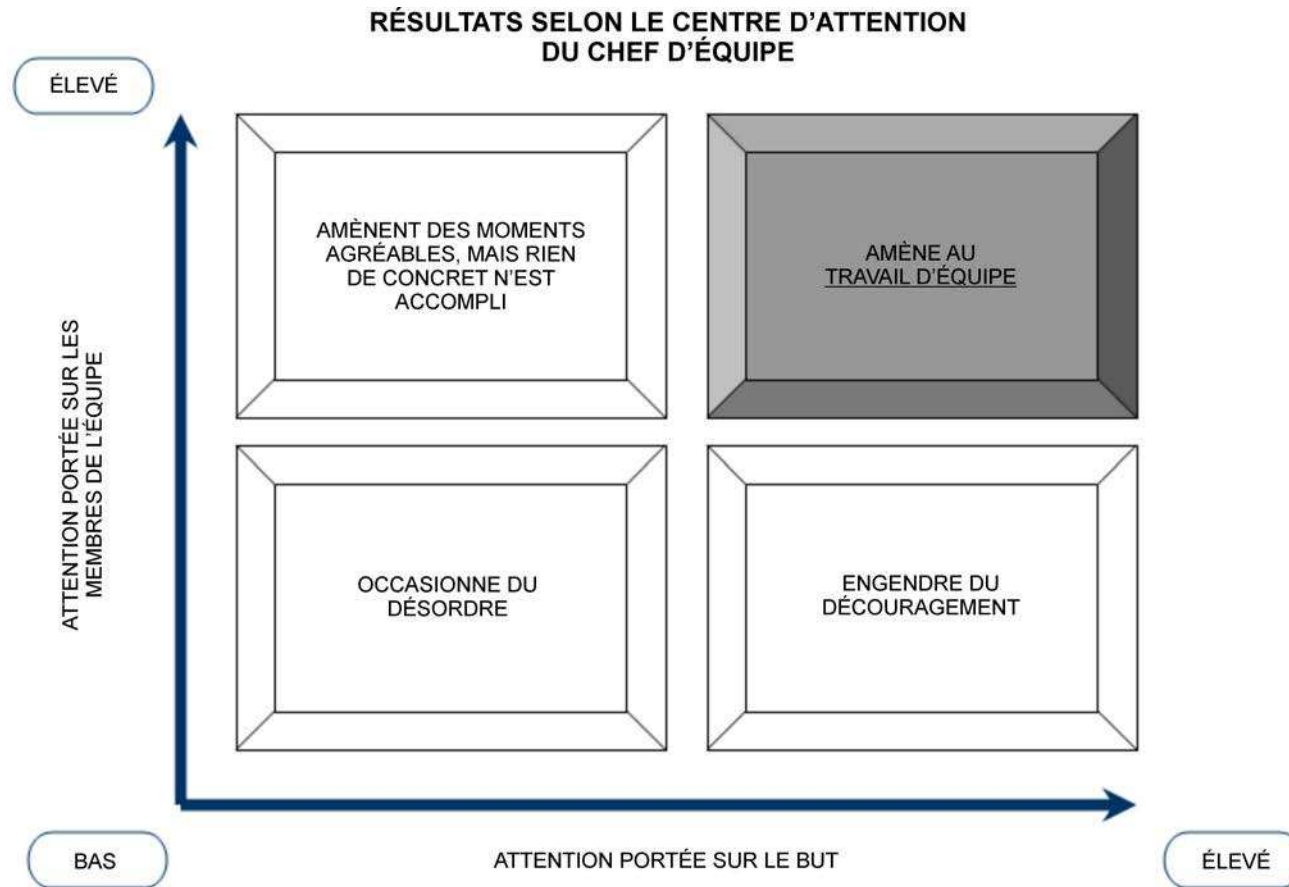 RÉSULTATS SELON LE CENTRE D'ATTENTION
DU CHEF D'ÉQUIPE
ÉLEVÉ
AMÈNENT DES MOMENTS
AGRÉABLES, MAIS RIEN
DE CONCRET N'EST
ACCOMPLI
AMÈNE AU
TRAVAIL D'ÉQUIPE
ATTENTION PORTÉE SUR LES
MEMBRES DE L'ÉQUIPE
OCCASIONNE DU
DÉSORDRE
ENGENDRE DU
DÉCOURAGEMENT
BAS
ATTENTION PORTÉE SUR LE BUT
ÉLEVÉ